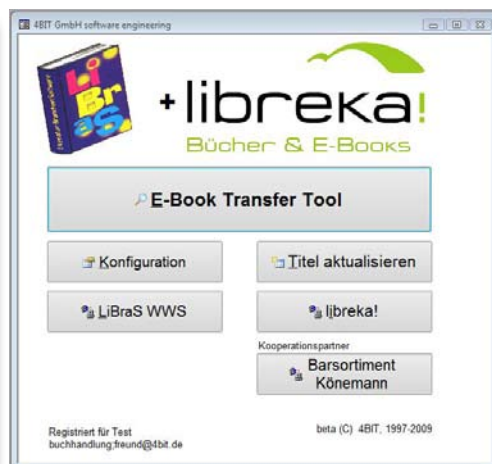 4BIT GmbH software engineering
LiBraS
+libreka!
Bücher & E-Books
E-Book Transfer Tool
Konfiguration
Titel aktualisieren
LiBraS WWS
libreka!
Kooperationspartner
Barsortiment
Könemann
Registriert für Test
buchhandlung;freund@4bit.de
beta (C) 4BIT, 1997-2009